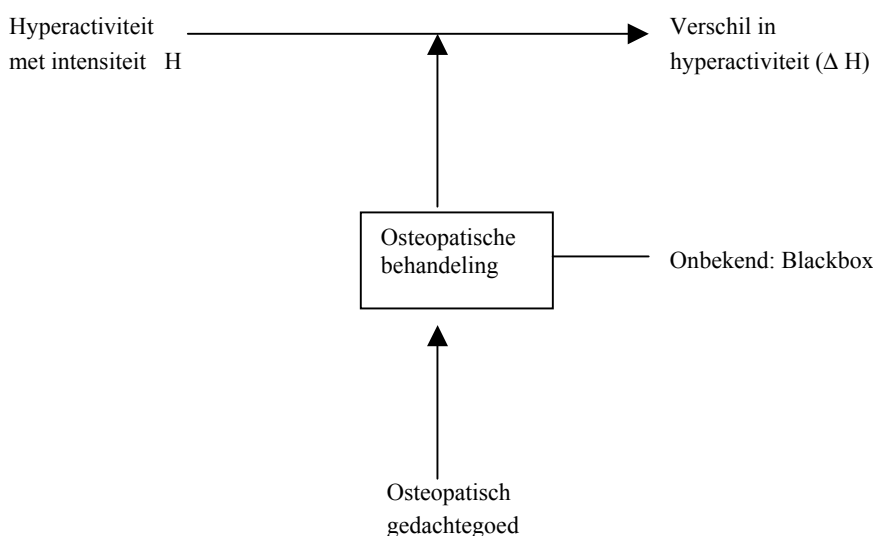 Hyperactiviteit
met intensiteit H
Verschil in
hyperactiviteit (Δ H)
Osteopatische
behandeling
Onbekend: Blackbox
Osteopatisch
gedachtegoed